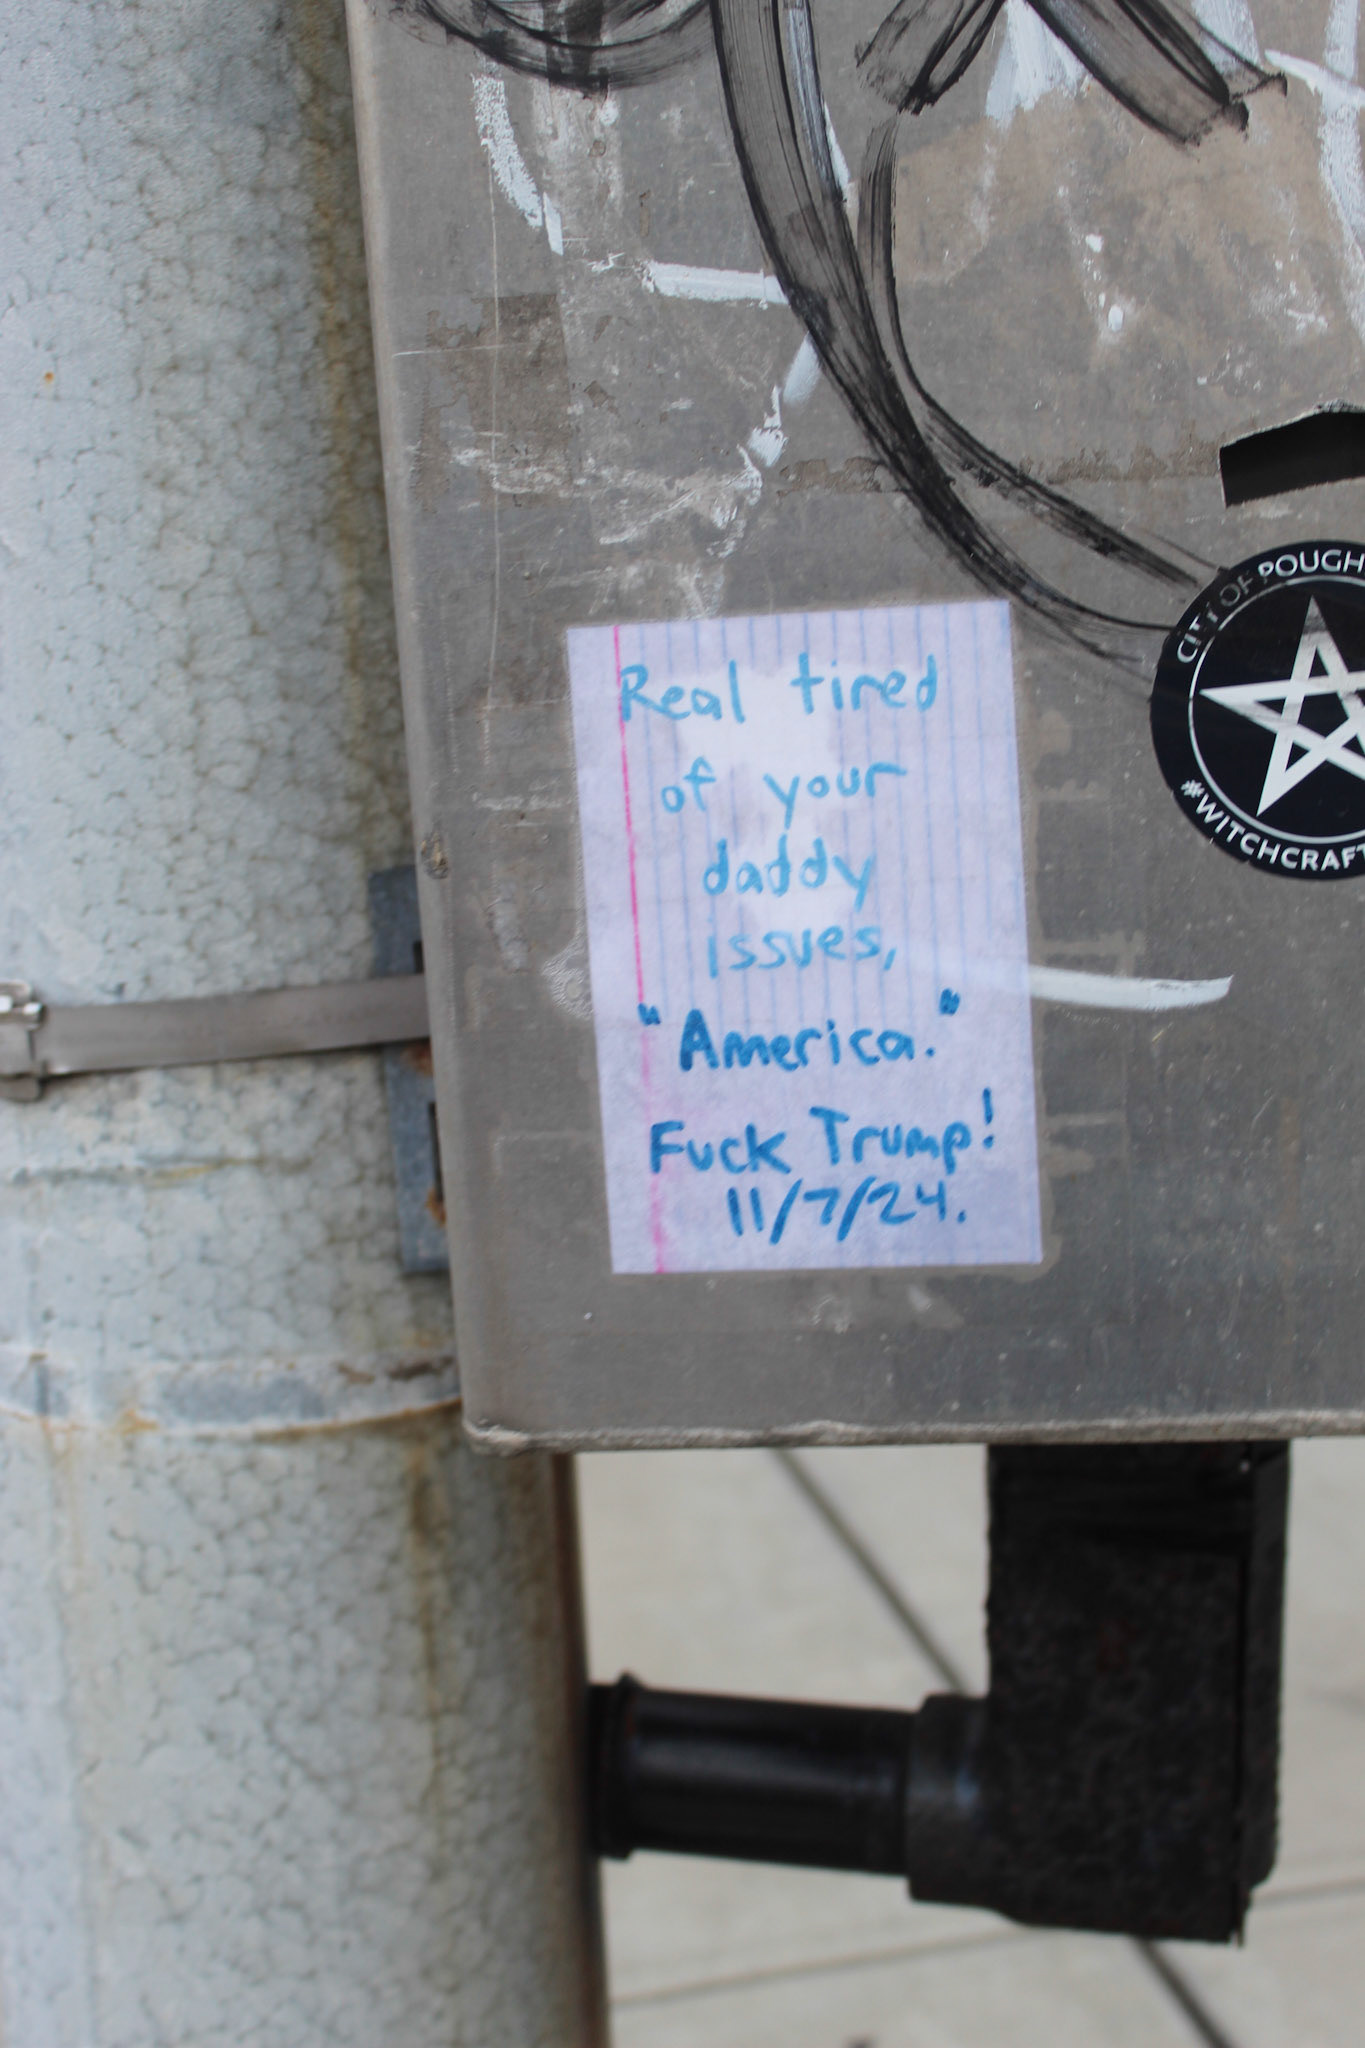 Real tired
of your
daddy
issues,
"America."
Fuck Trump!
11/7/24.
CITY OF POUGH
#WITCHCRAFT